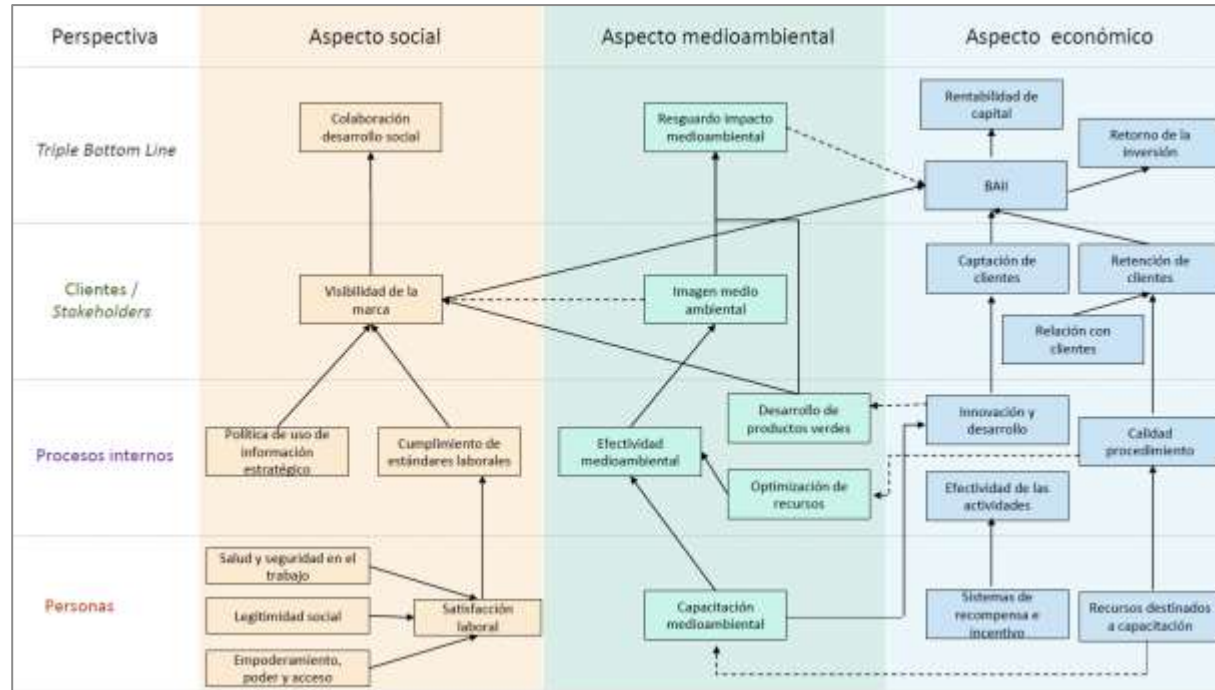 Perspectiva
Aspecto social
Aspecto medioambiental
Aspecto económico
Triple Bottom Line
Colaboración
desarrollo social
Resguardo impacto
medioambiental
Rentabilidad de
capital
Retorno de la
inversión
BAII
Clientes /
Stakeholders
Visibilidad de la
marca
Imagen medio
ambiental
Captación de
clientes
Retención de
clientes
Relación con
clientes
Procesos internos
Política de uso de
información
estratégico
Cumplimiento de
estándares laborales
Efectividad
medioambiental
Desarrollo de
productos verdes
Optimización de
recursos
Innovación y
desarrollo
Calidad
procedimiento
Efectividad de las
actividades
Personas
Salud y seguridad en el
trabajo
Legitimidad social
Empoderamiento,
poder y acceso
Satisfacción
laboral
Capacitación
medioambiental
Sistemas de
recompensa e
incentivo
Recursos destinados
a capacitación